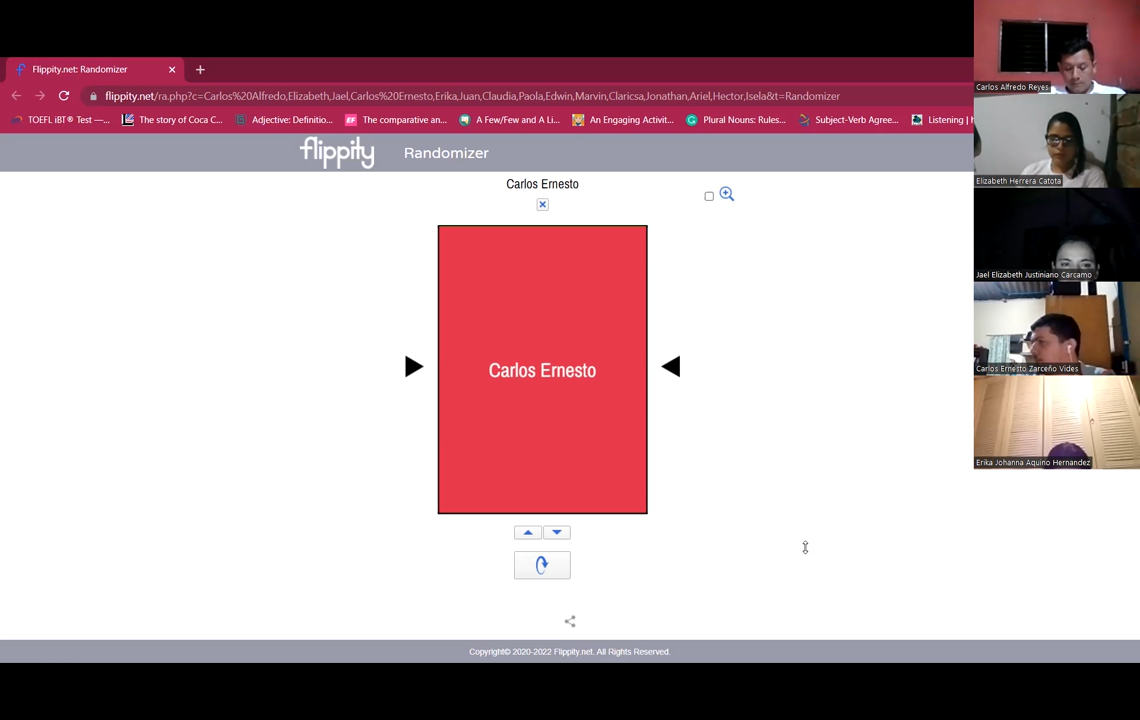 Flippity.net: Randomizer
flippity.net/ra.php?c=Carlos%20Alfredo,Elizabeth,Jael,Carlos%20Ernesto,Erika,Juan,Claudia,Paola,Edwin,Marvin,Claricsa,Jonathan,Ariel,Hector,Isela&t=Randomizer
TOEFL iBT® Test —... The story of Coca C... Adjective: Definitio... EF The comparative an... A Few/Few and A Li... An Engaging Activit... Plural Nouns: Rules... Subject-Verb Agree... Listening | h
flippity Randomizer
Carlos Ernesto
Carlos Ernesto
Copyright© 2020-2022 Flippity.net. All Rights Reserved.
Carlos Alfredo Reyes
Elizabeth Herrera Catota
Jael Elizabeth Justiniano Carcamo
Carlos Ernesto Zarceño Vides
Erika Johanna Aquino Hernandez